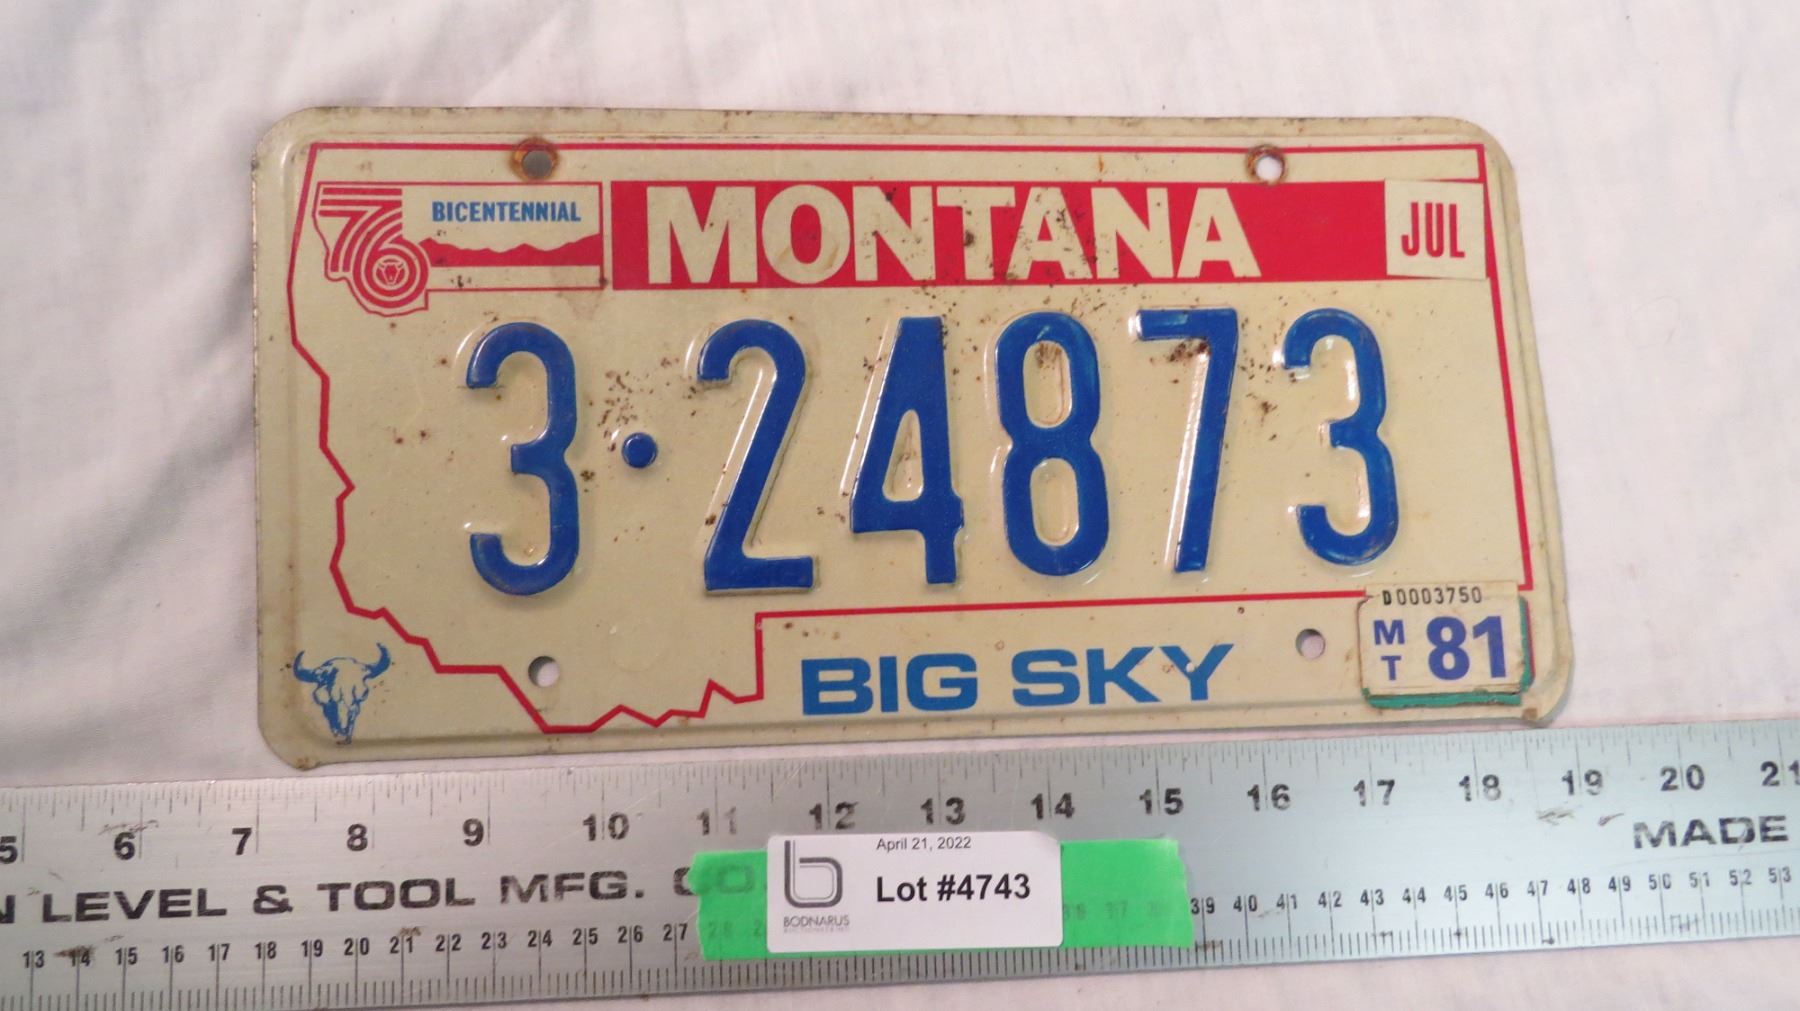 76 BICENTENNIAL MONTANA JUL
3·24873
BIG SKY
D0003750
MT 81
5 6 7 8 9 10 11 12 13 14 15 16 17 18 19 20 21
MADE
LEVEL & TOOL MFG. CO.
April 21, 2022
Lot #4743
b
BODNARUS
13 14 15 16 17 18 19 20 21 22 23 24 25 26 27 28 36 37 39 40 41 42 43 44 45 46 47 48 49 50 51 52 53